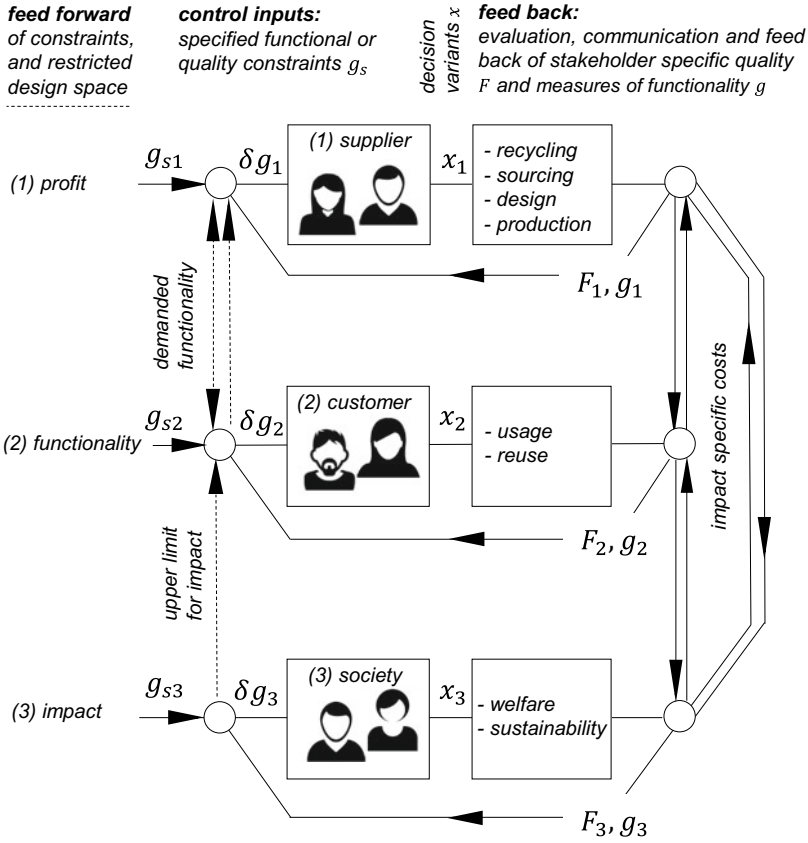 feed forward
of constraints,
and restricted
design space
control inputs:
specified functional or
quality constraints g_s
decision
variants x
feed back:
evaluation, communication and feed
back of stakeholder specific quality
F and measures of functionality g
(1) profit
g_s1
δg_1
(1) supplier
x_1
- recycling
- sourcing
- design
- production
F_1, g_1
demanded
functionality
(2) functionality
g_s2
δg_2
(2) customer
x_2
- usage
- reuse
F_2, g_2
impact specific costs
upper limit
for impact
(3) impact
g_s3
δg_3
(3) society
x_3
- welfare
- sustainability
F_3, g_3